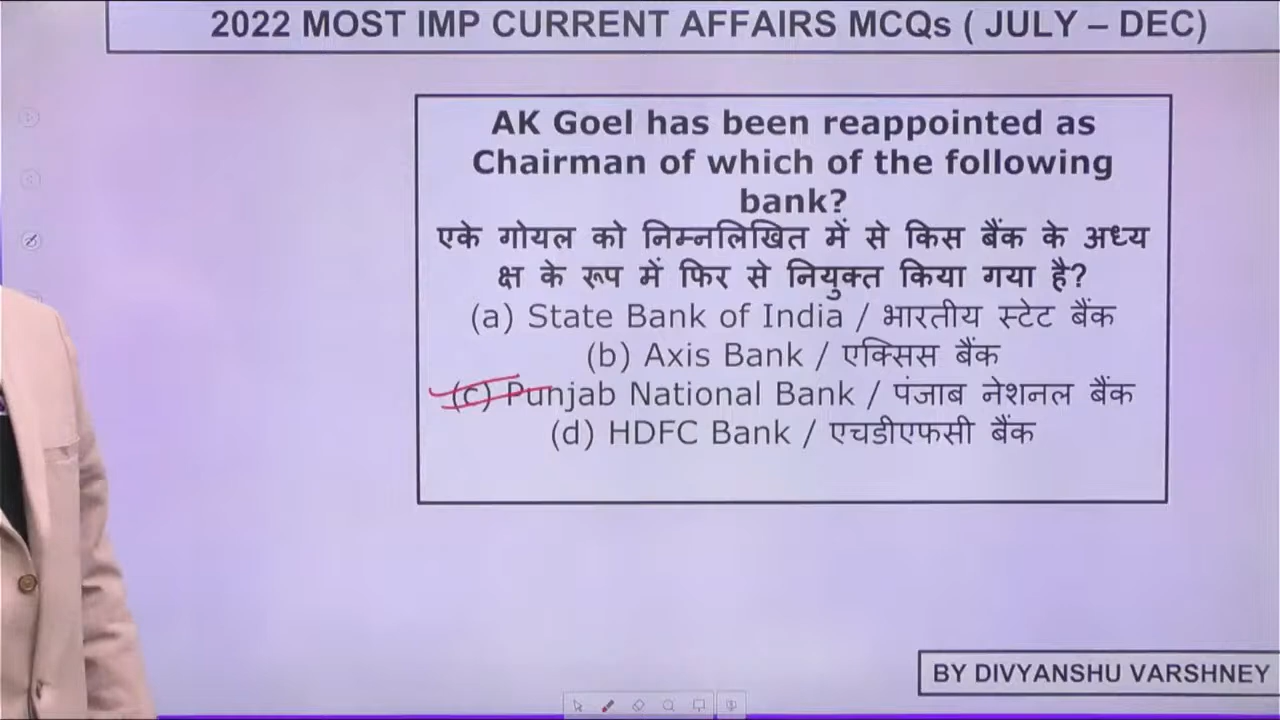 2022 MOST IMP CURRENT AFFAIRS MCQs ( JULY – DEC)
AK Goel has been reappointed as
Chairman of which of the following
bank?
एके गोयल को निम्नलिखित में से किस बैंक के अध्य
क्ष के रूप में फिर से नियुक्त किया गया है?
(a) State Bank of India / भारतीय स्टेट बैंक
(b) Axis Bank / एक्सिस बैंक
(c) Punjab National Bank / पंजाब नेशनल बैंक
(d) HDFC Bank / एचडीएफसी बैंक
BY DIVYANSHU VARSHNEY